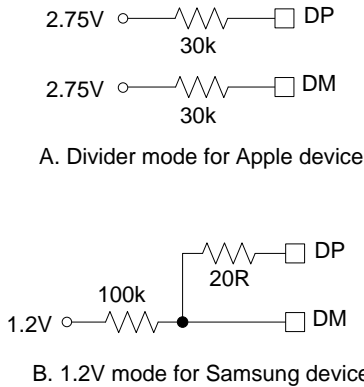 2.75V DP
30k
2.75V DM
30k
A. Divider mode for Apple device
DP
20R
100k
1.2V DM
B. 1.2V mode for Samsung device